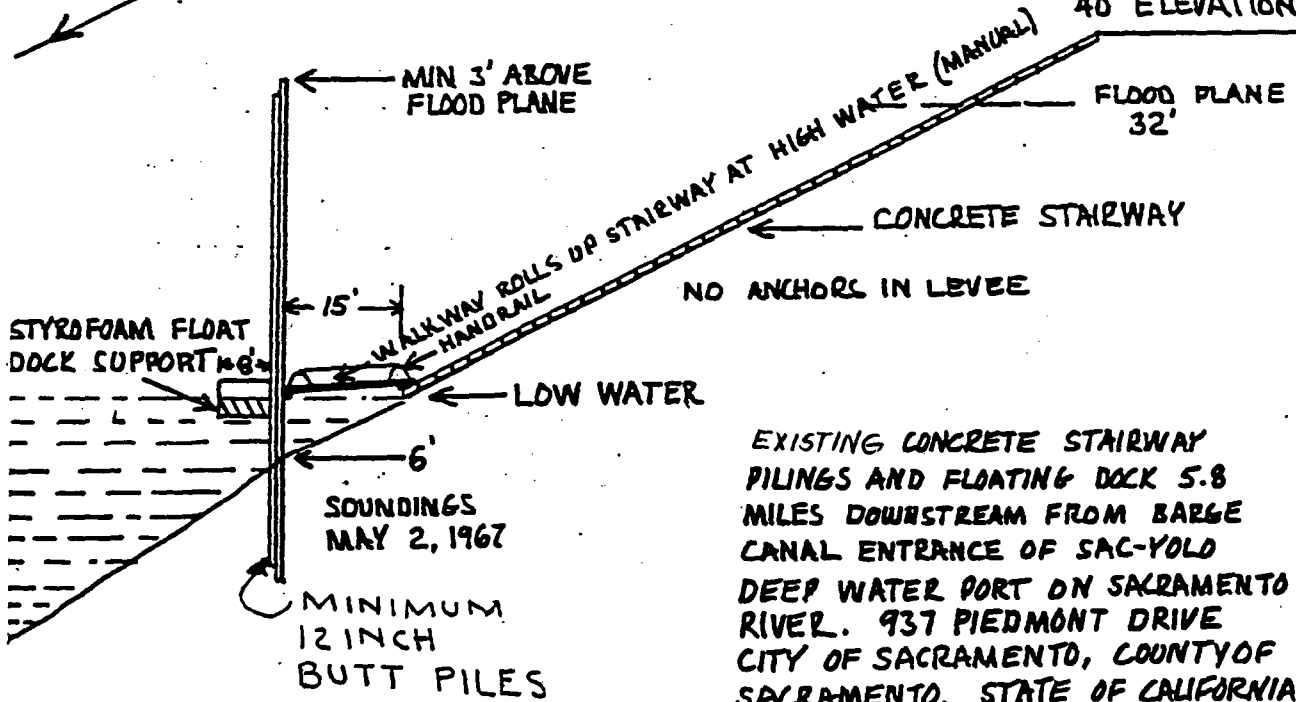 40' ELEVATION
MIN 3' ABOVE
FLOOD PLANE
WALKWAY ROLLS UP STAIRWAY AT HIGH WATER (MANUAL)
FLOOD PLANE
32'
CONCRETE STAIRWAY
NO ANCHORS IN LEVEE
15'
HANDRAIL
STYROFOAM FLOAT
DOCK SUPPORT 8'
LOW WATER
6'
SOUNDINGS
MAY 2, 1967
MINIMUM
12 INCH
BUTT PILES
EXISTING CONCRETE STAIRWAY
PILINGS AND FLOATING DOCK 5.8
MILES DOWNSTREAM FROM BARGE
CANAL ENTRANCE OF SAC-YOLO
DEEP WATER PORT ON SACRAMENTO
RIVER. 937 PIEDMONT DRIVE
CITY OF SACRAMENTO, COUNTY OF
SACRAMENTO, STATE OF CALIFORNIA